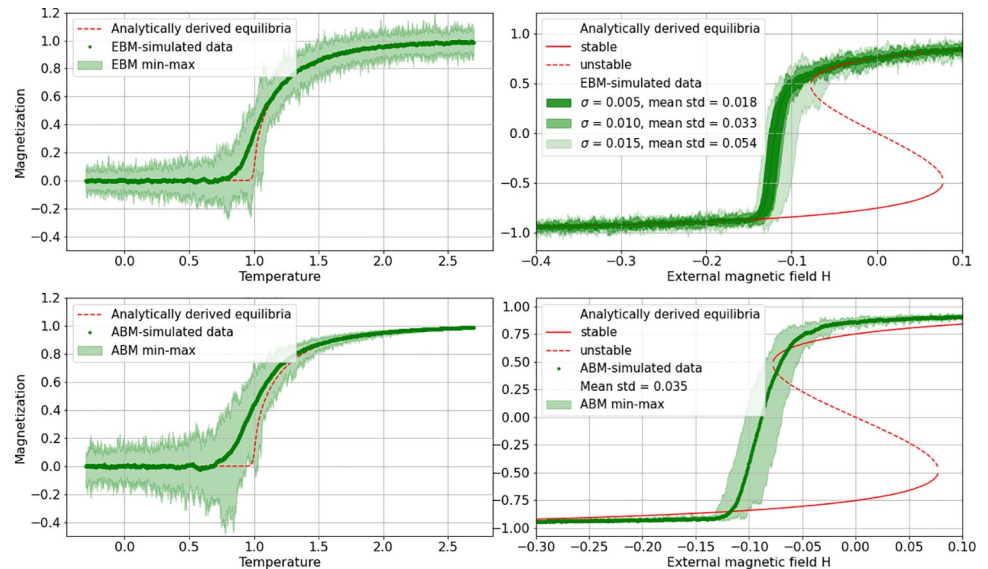 Analytically derived equilibria
EBM-simulated data
EBM min-max
1.2
1.0
0.8
0.6
0.4
0.2
0.0
−0.2
−0.4
Magnetization
0.0 0.5 1.0 1.5 2.0 2.5
Temperature
Analytically derived equilibria
stable
unstable
EBM-simulated data
σ = 0.005, mean std = 0.018
σ = 0.010, mean std = 0.033
σ = 0.015, mean std = 0.054
1.0
0.5
0.0
−0.5
−1.0
−0.4 −0.3 −0.2 −0.1 0.0 0.1
External magnetic field H
Analytically derived equilibria
ABM-simulated data
ABM min-max
1.2
1.0
0.8
0.6
0.4
0.2
0.0
−0.2
−0.4
Magnetization
0.0 0.5 1.0 1.5 2.0 2.5
Temperature
Analytically derived equilibria
stable
unstable
ABM-simulated data
Mean std = 0.035
ABM min-max
1.00
0.75
0.50
0.25
0.00
−0.25
−0.50
−0.75
−1.00
−0.30 −0.25 −0.20 −0.15 −0.10 −0.05 0.00 0.05 0.10
External magnetic field H